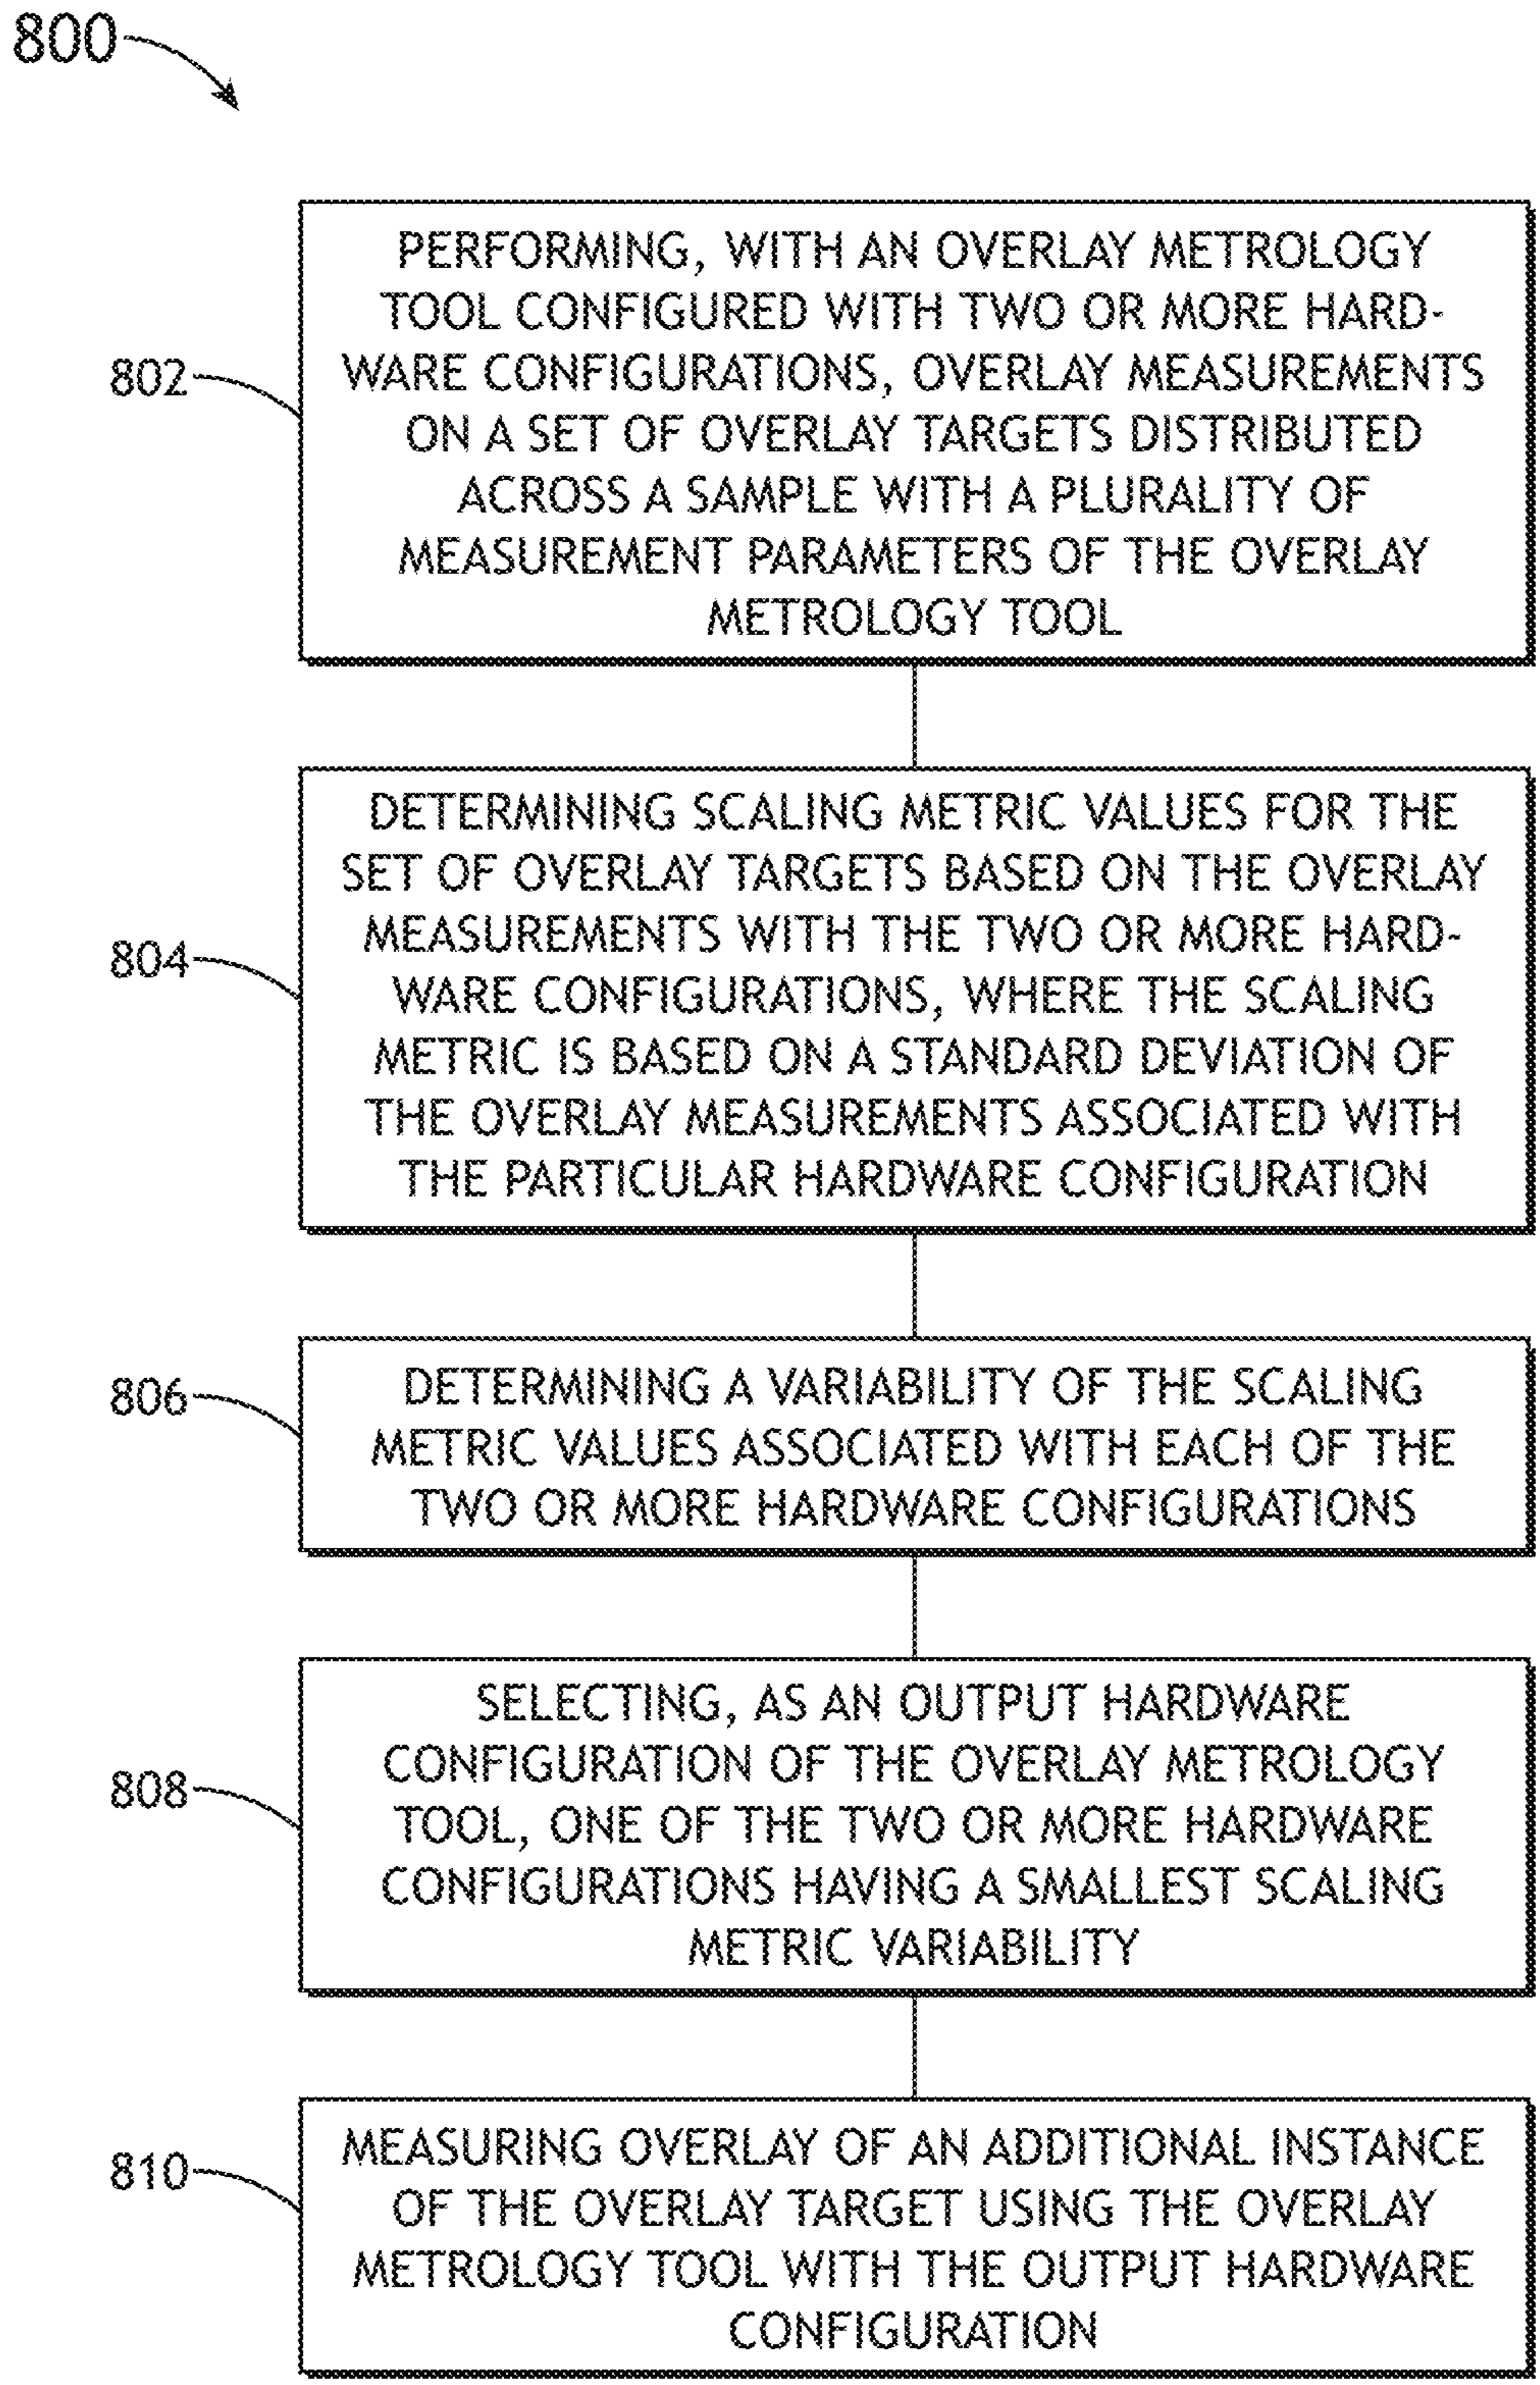 800
802
PERFORMING, WITH AN OVERLAY METROLOGY
TOOL CONFIGURED WITH TWO OR MORE HARD-
WARE CONFIGURATIONS, OVERLAY MEASUREMENTS
ON A SET OF OVERLAY TARGETS DISTRIBUTED
ACROSS A SAMPLE WITH A PLURALITY OF
MEASUREMENT PARAMETERS OF THE OVERLAY
METROLOGY TOOL
804
DETERMINING SCALING METRIC VALUES FOR THE
SET OF OVERLAY TARGETS BASED ON THE OVERLAY
MEASUREMENTS WITH THE TWO OR MORE HARD-
WARE CONFIGURATIONS, WHERE THE SCALING
METRIC IS BASED ON A STANDARD DEVIATION OF
THE OVERLAY MEASUREMENTS ASSOCIATED WITH
THE PARTICULAR HARDWARE CONFIGURATION
806
DETERMINING A VARIABILITY OF THE SCALING
METRIC VALUES ASSOCIATED WITH EACH OF THE
TWO OR MORE HARDWARE CONFIGURATIONS
808
SELECTING, AS AN OUTPUT HARDWARE
CONFIGURATION OF THE OVERLAY METROLOGY
TOOL, ONE OF THE TWO OR MORE HARDWARE
CONFIGURATIONS HAVING A SMALLEST SCALING
METRIC VARIABILITY
810
MEASURING OVERLAY OF AN ADDITIONAL INSTANCE
OF THE OVERLAY TARGET USING THE OVERLAY
METROLOGY TOOL WITH THE OUTPUT HARDWARE
CONFIGURATION